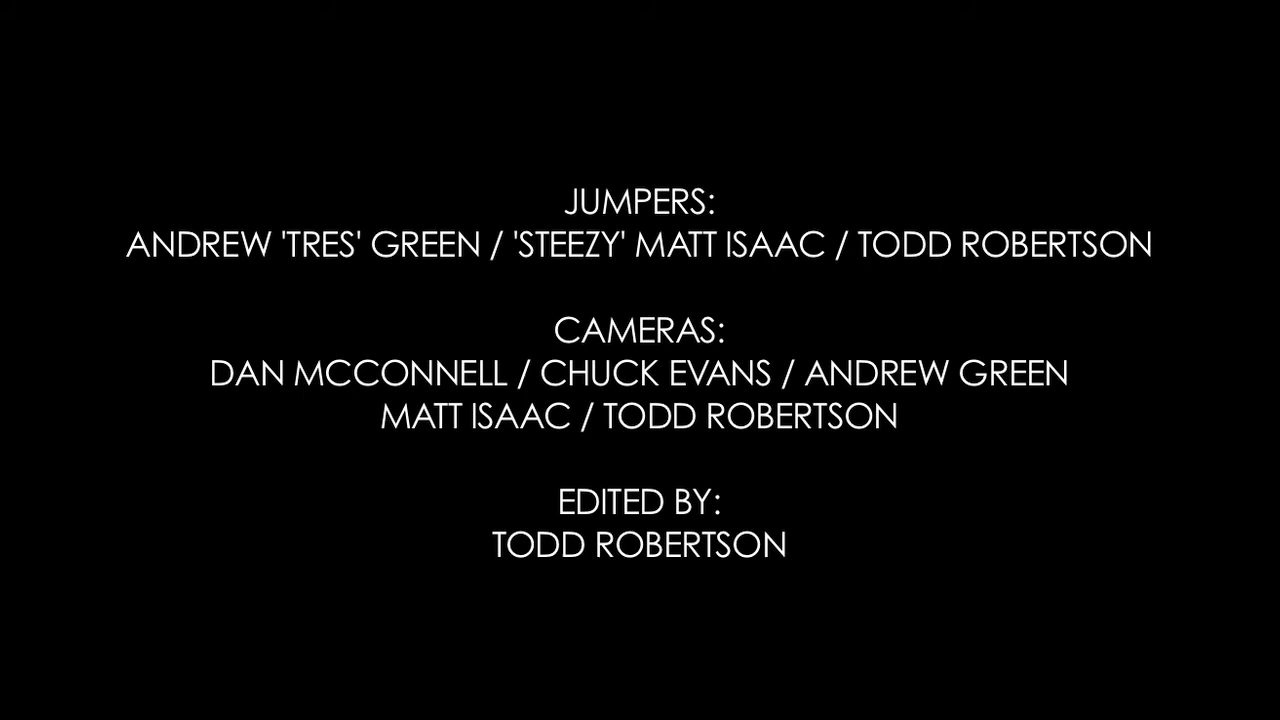 JUMPERS:
ANDREW 'TRES' GREEN / 'STEEZY' MATT ISAAC / TODD ROBERTSON
CAMERAS:
DAN MCCONNELL / CHUCK EVANS / ANDREW GREEN
MATT ISAAC / TODD ROBERTSON
EDITED BY:
TODD ROBERTSON